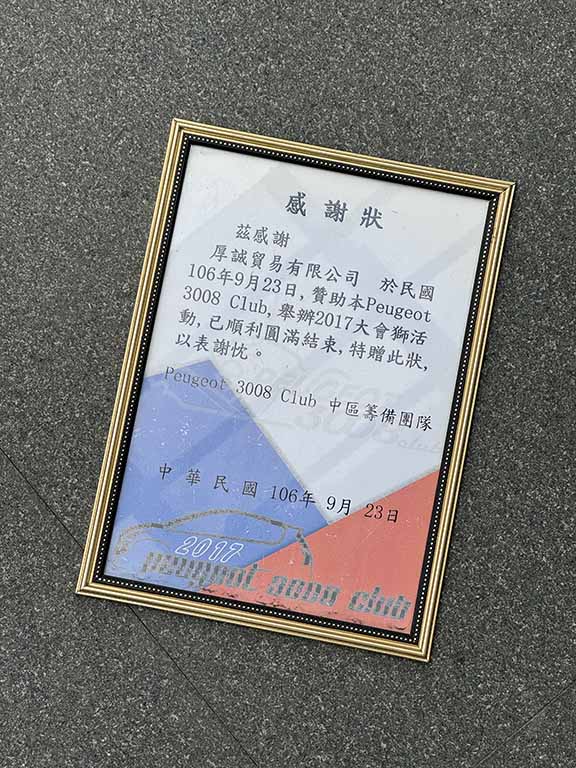 感謝狀
茲感謝
厚誠貿易有限公司 於民國
106年9月23日, 贊助本Peugeot
3008 Club, 舉辦2017大會獅活
動, 已順利圓滿結束, 特贈此狀,
以表謝忱。
Peugeot 3008 Club 中區籌備團隊
中華民國 106年 9月 23日
2017
peugeot 3008 club